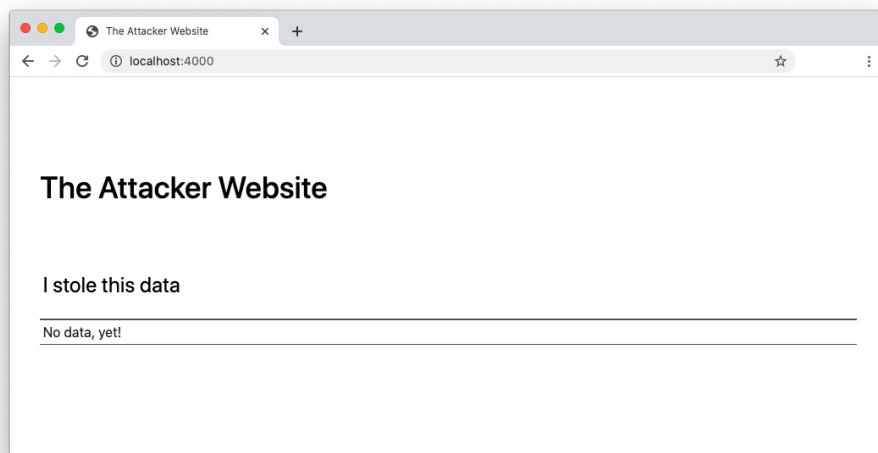 The Attacker Website
localhost:4000
The Attacker Website
I stole this data
No data, yet!